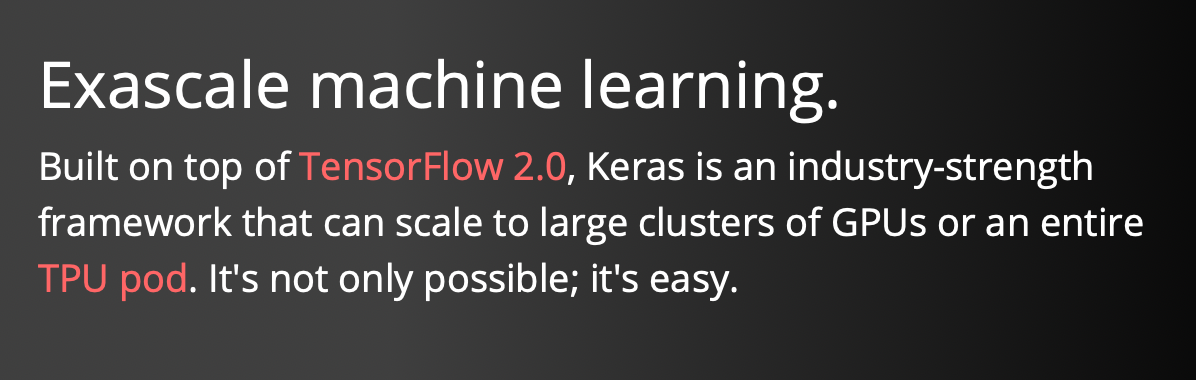 Exascale machine learning.
Built on top of TensorFlow 2.0, Keras is an industry-strength
framework that can scale to large clusters of GPUs or an entire
TPU pod. It's not only possible; it's easy.